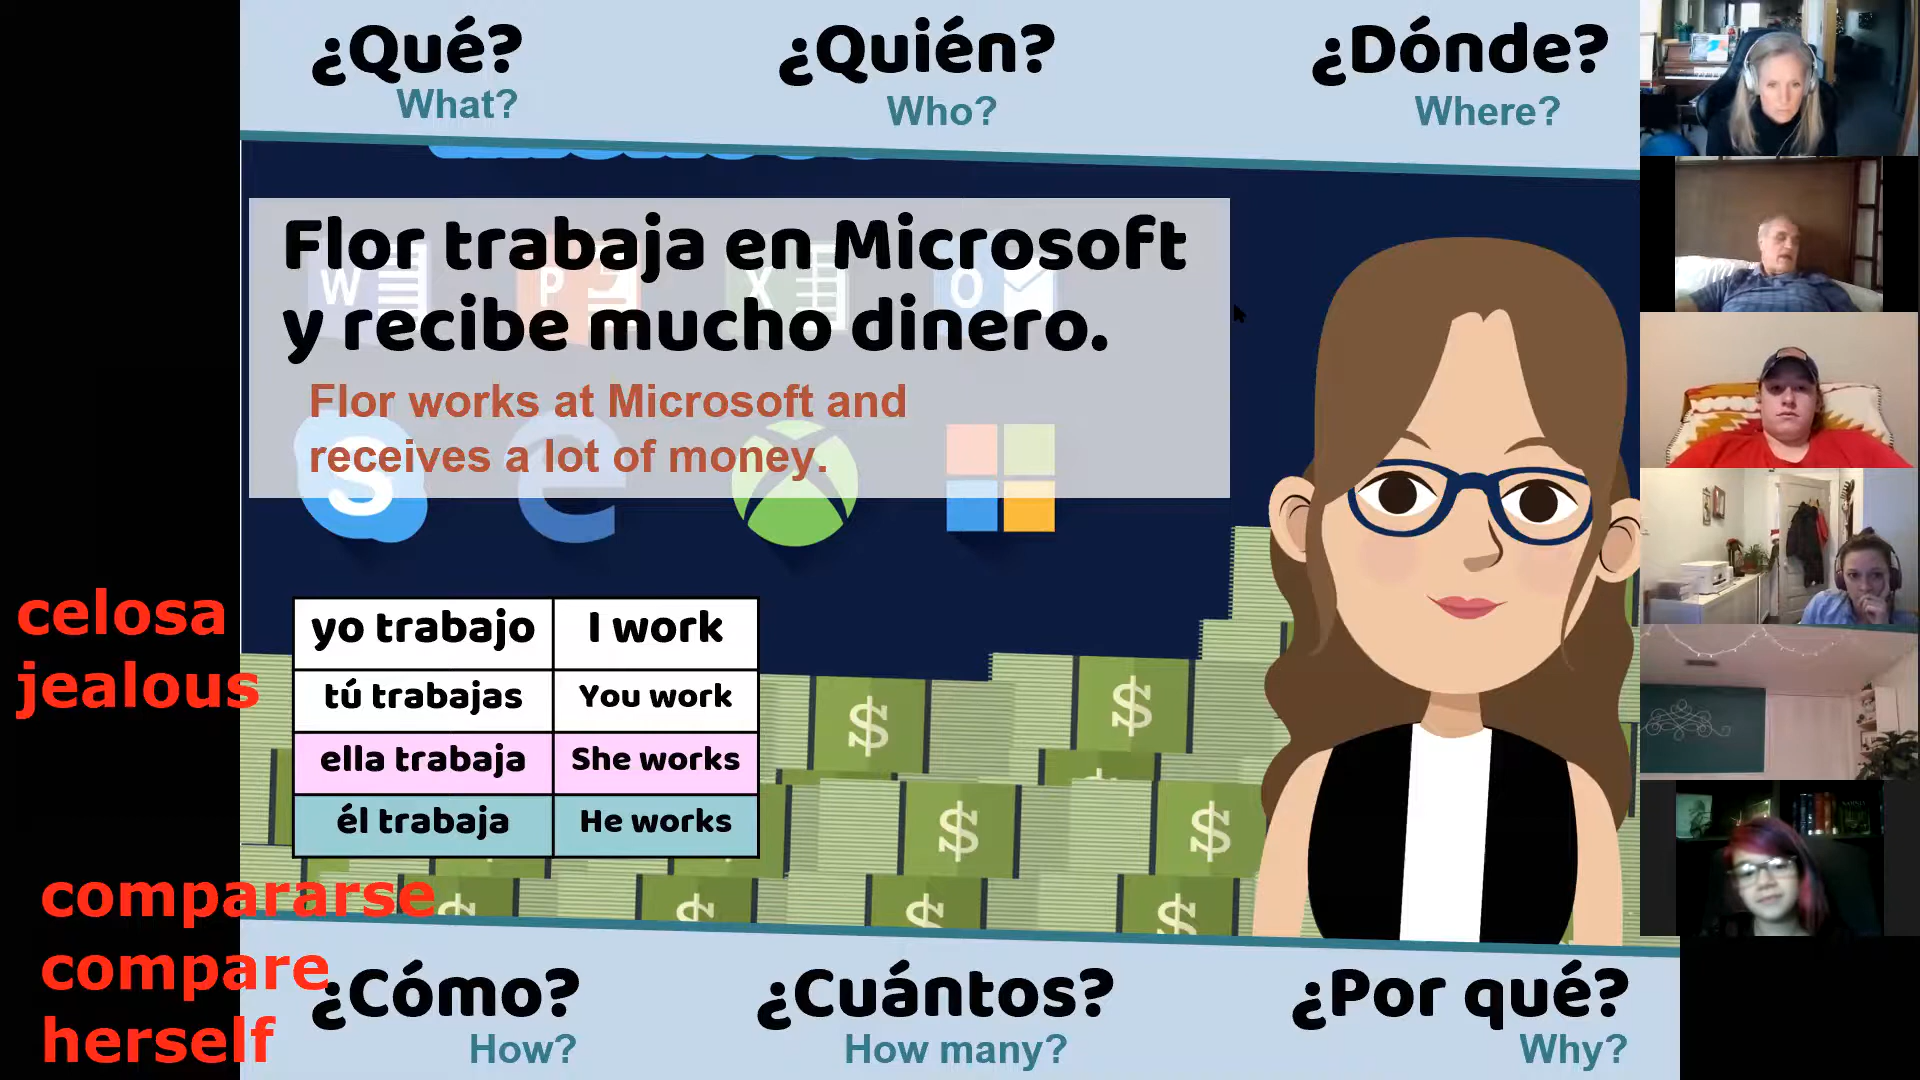 ¿Qué?
What?
¿Quién?
Who?
¿Dónde?
Where?
Flor trabaja en Microsoft
y recibe mucho dinero.
Flor works at Microsoft and
receives a lot of money.
W
P
X
O
S
e
yo trabajo I work
tú trabajas You work
ella trabaja She works
él trabaja He works
celosa
jealous
compararse
compare
herself
$
$
$
$
$
$
$
$
¿Cómo?
How?
¿Cuántos?
How many?
¿Por qué?
Why?